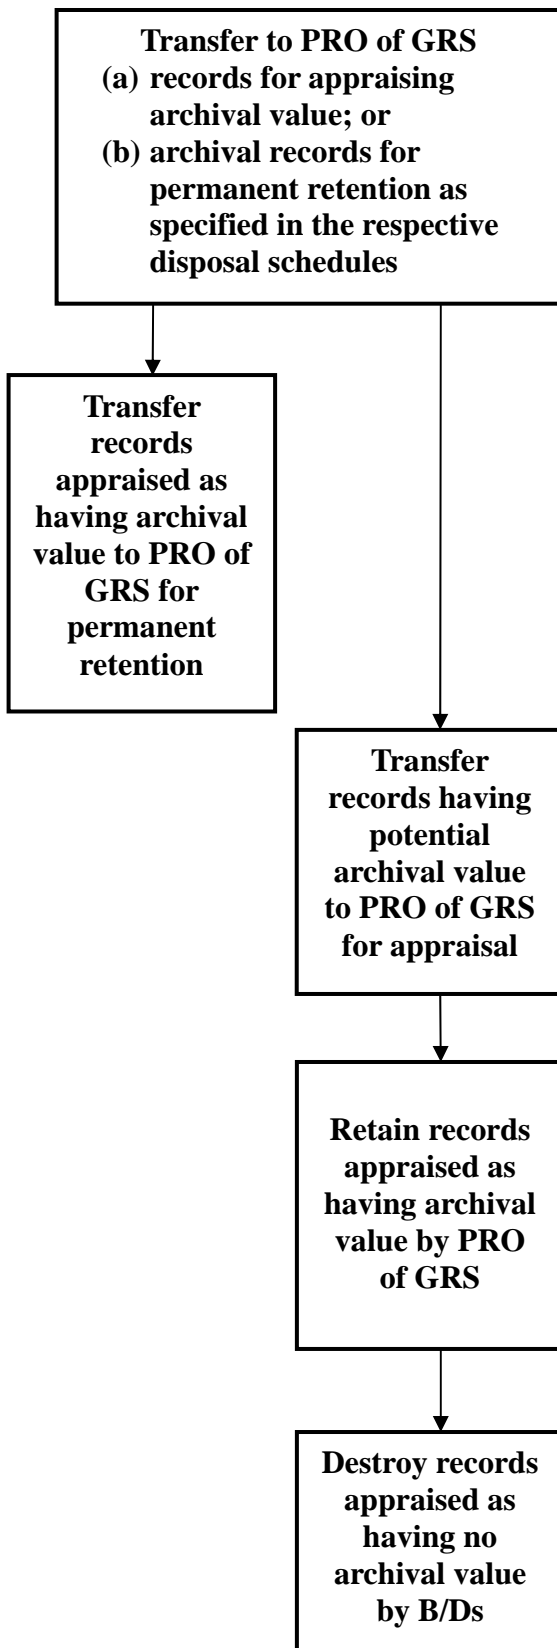 Transfer to PRO of GRS
(a) records for appraising
archival value; or
(b) archival records for
permanent retention as
specified in the respective
disposal schedules
Transfer
records
appraised as
having archival
value to PRO of
GRS for
permanent
retention
Transfer
records having
potential
archival value
to PRO of GRS
for appraisal
Retain records
appraised as
having archival
value by PRO
of GRS
Destroy records
appraised as
having no
archival value
by B/Ds